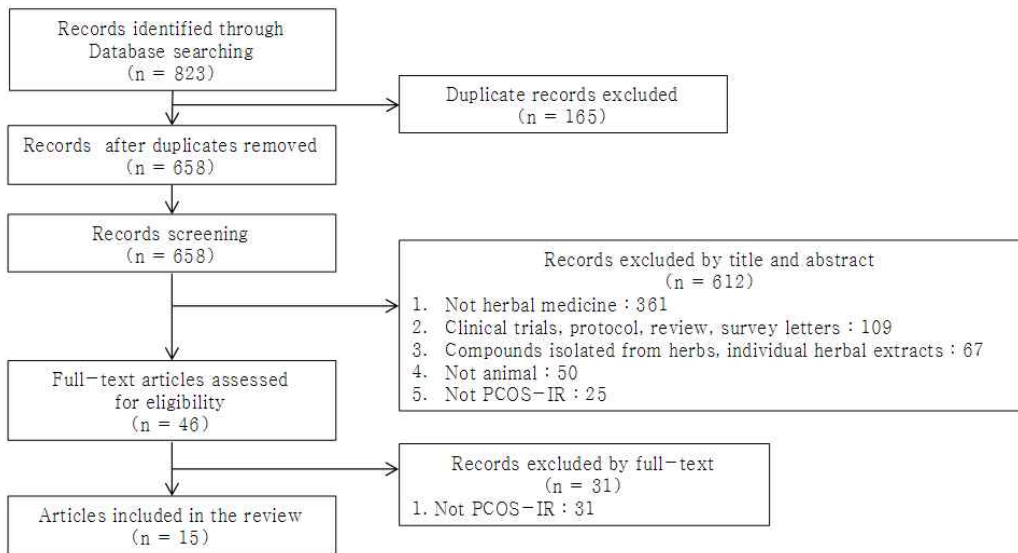 Records identified through
Database searching
(n = 823)
Duplicate records excluded
(n = 165)
Records after duplicates removed
(n = 658)
Records screening
(n = 658)
Records excluded by title and abstract
(n = 612)
1. Not herbal medicine : 361
2. Clinical trials, protocol, review, survey letters : 109
3. Compounds isolated from herbs, individual herbal extracts : 67
4. Not animal : 50
5. Not PCOS-IR : 25
Full-text articles assessed
for eligibility
(n = 46)
Records excluded by full-text
(n = 31)
1. Not PCOS-IR : 31
Articles included in the review
(n = 15)